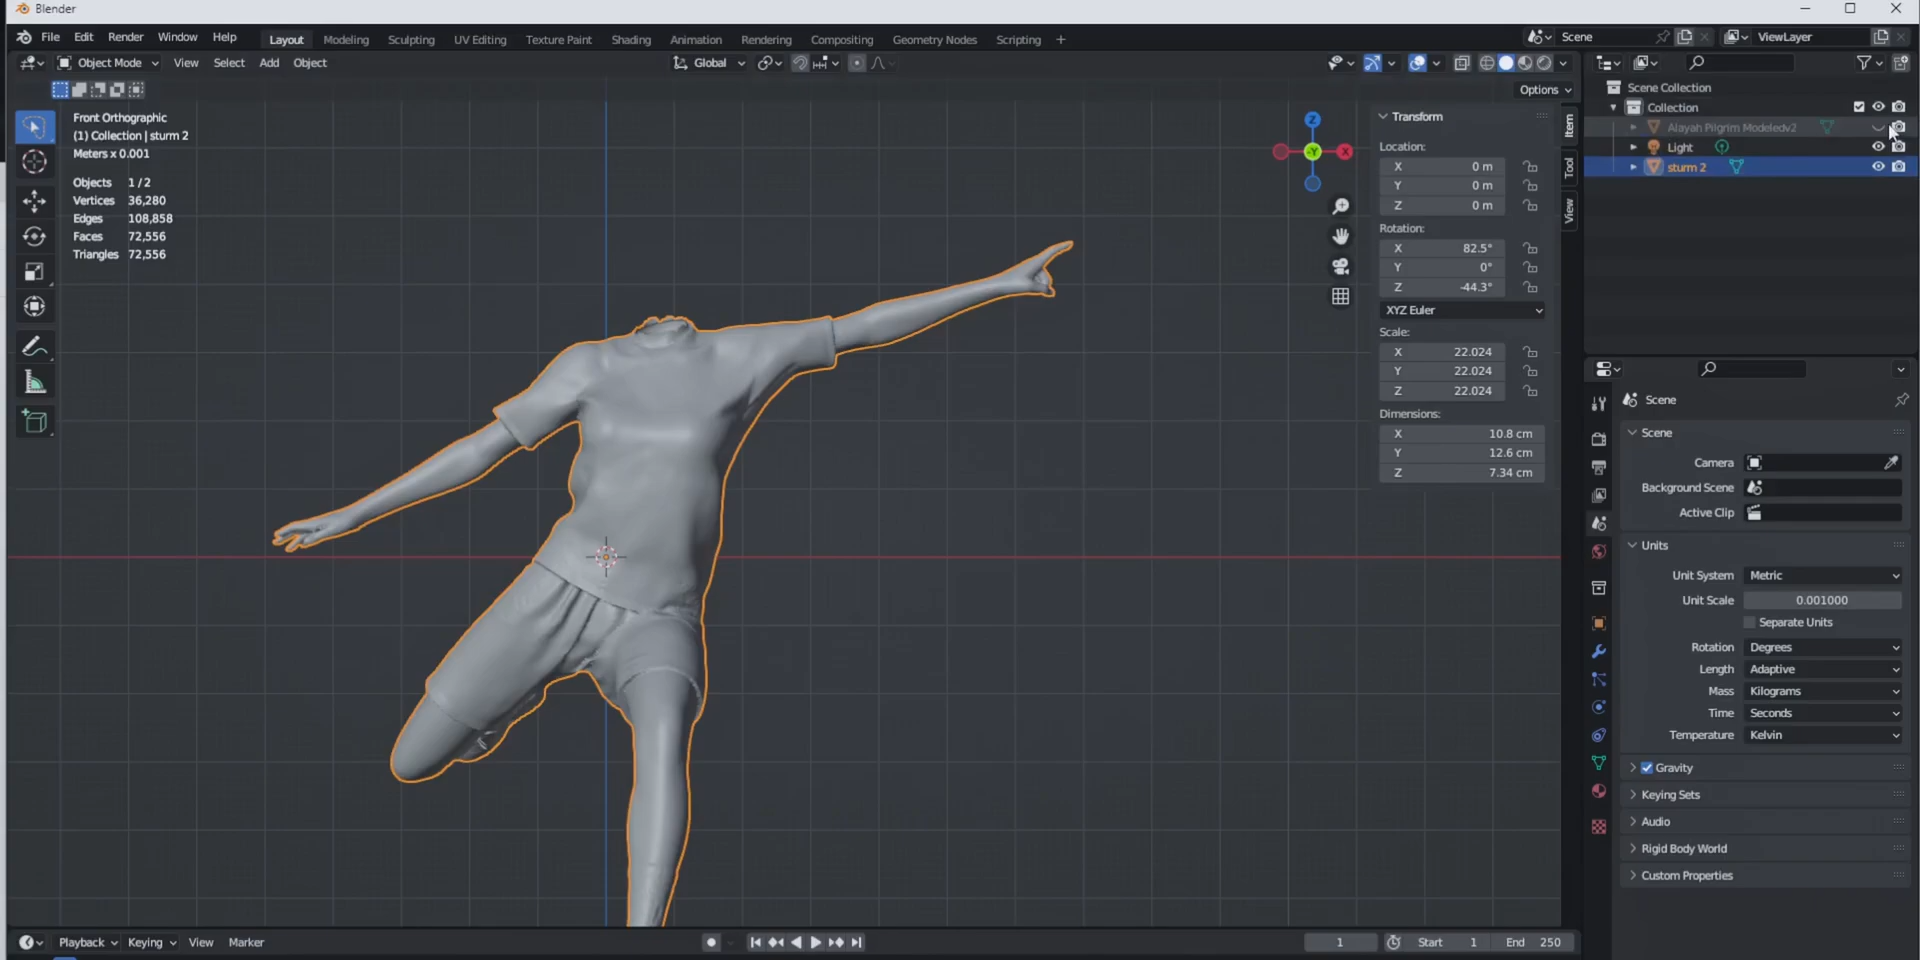 Blender
File Edit Render Window Help Layout Modeling Sculpting UV Editing Texture Paint Shading Animation Rendering Compositing Geometry Nodes Scripting + Scene ViewLayer
Object Mode View Select Add Object Global
Options
Front Orthographic
(1) Collection | sturm 2
Meters x 0.001
Objects 1 / 2
Vertices 36,280
Edges 108,858
Faces 72,556
Triangles 72,556
Z
-Y X
Transform
Location:
X 0 m
Y 0 m
Z 0 m
Rotation:
X 82.5°
Y 0°
Z -44.3°
XYZ Euler
Scale:
X 22.024
Y 22.024
Z 22.024
Dimensions:
X 10.8 cm
Y 12.6 cm
Z 7.34 cm
Item
Tool
View
Scene Collection
Collection
Alayah Pilgrim Modeledv2
Light
sturm 2
Scene
Scene
Camera
Background Scene
Active Clip
Units
Unit System Metric
Unit Scale 0.001000
Separate Units
Rotation Degrees
Length Adaptive
Mass Kilograms
Time Seconds
Temperature Kelvin
Gravity
Keying Sets
Audio
Rigid Body World
Custom Properties
Playback Keying View Marker 1 Start 1 End 250